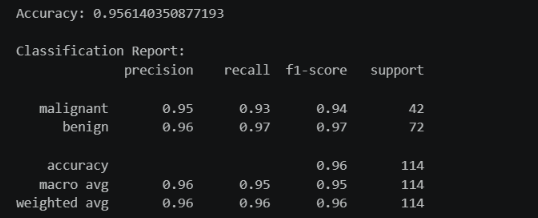 Accuracy: 0.956140350877193
Classification Report:
precision recall f1-score support
malignant 0.95 0.93 0.94 42
benign 0.96 0.97 0.97 72
accuracy 0.96 114
macro avg 0.96 0.95 0.95 114
weighted avg 0.96 0.96 0.96 114